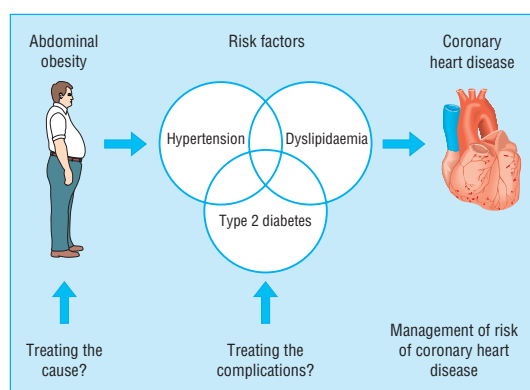 Abdominal
obesity
Risk factors
Coronary
heart disease
Hypertension
Dyslipidaemia
Type 2 diabetes
Treating the
cause?
Treating the
complications?
Management of risk
of coronary heart
disease